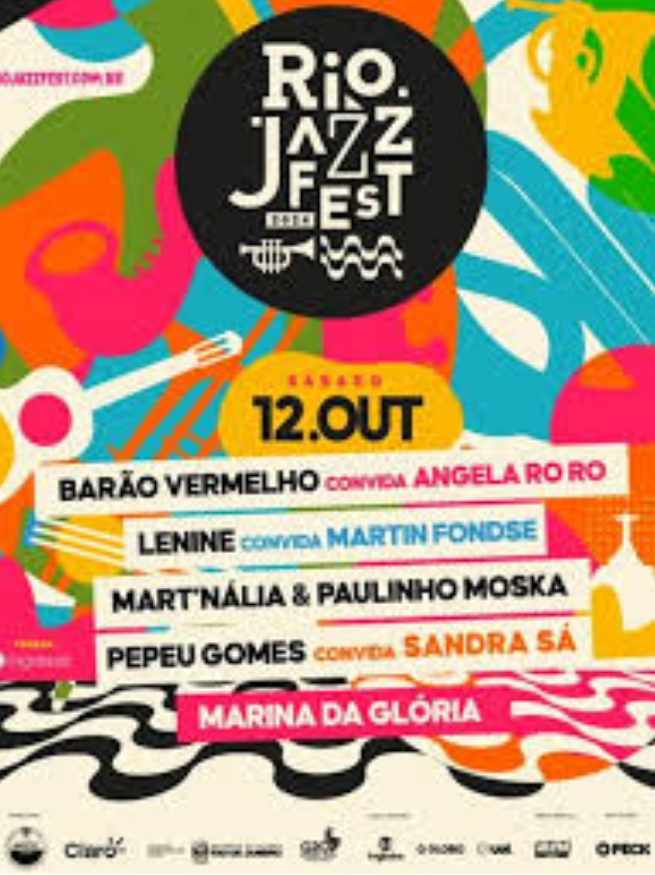 RIO.
JAZZ
FEST
2024
SÁBADO
12.OUT
BARÃO VERMELHO CONVIDA ANGELA RO RO
LENINE CONVIDA MARTIN FONDSE
MART'NÁLIA & PAULINHO MOSKA
PEPEU GOMES CONVIDA SANDRA SÁ
MARINA DA GLÓRIA
Claro
O GLOBO
PECK